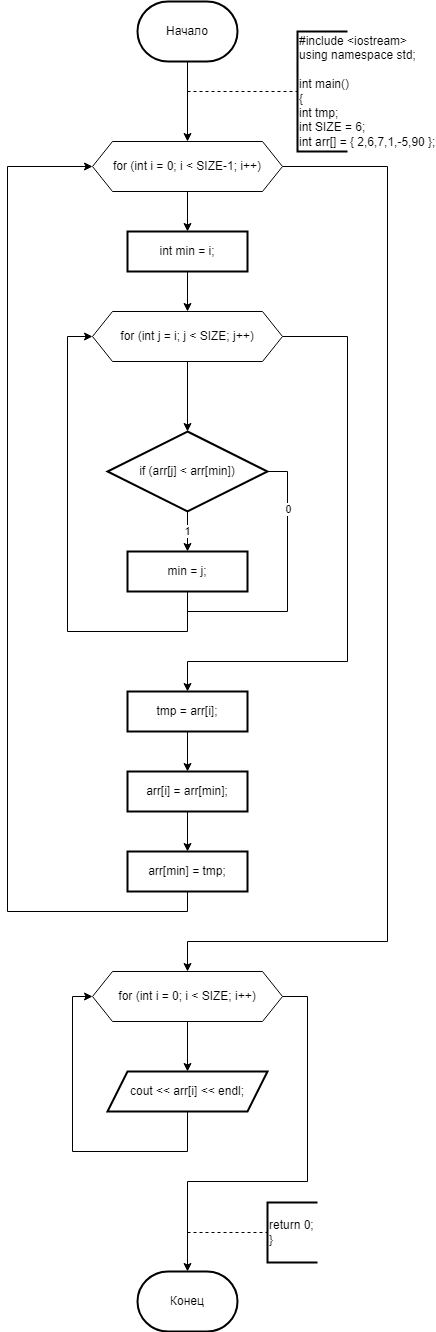 Начало
#include <iostream>
using namespace std;
int main()
{
int tmp;
int SIZE = 6;
int arr[] = { 2,6,7,1,-5,90 };
for (int i = 0; i < SIZE-1; i++)
int min = i;
for (int j = i; j < SIZE; j++)
if (arr[j] < arr[min])
0
1
min = j;
tmp = arr[i];
arr[i] = arr[min];
arr[min] = tmp;
for (int i = 0; i < SIZE; i++)
cout << arr[i] << endl;
return 0;
}
Конец